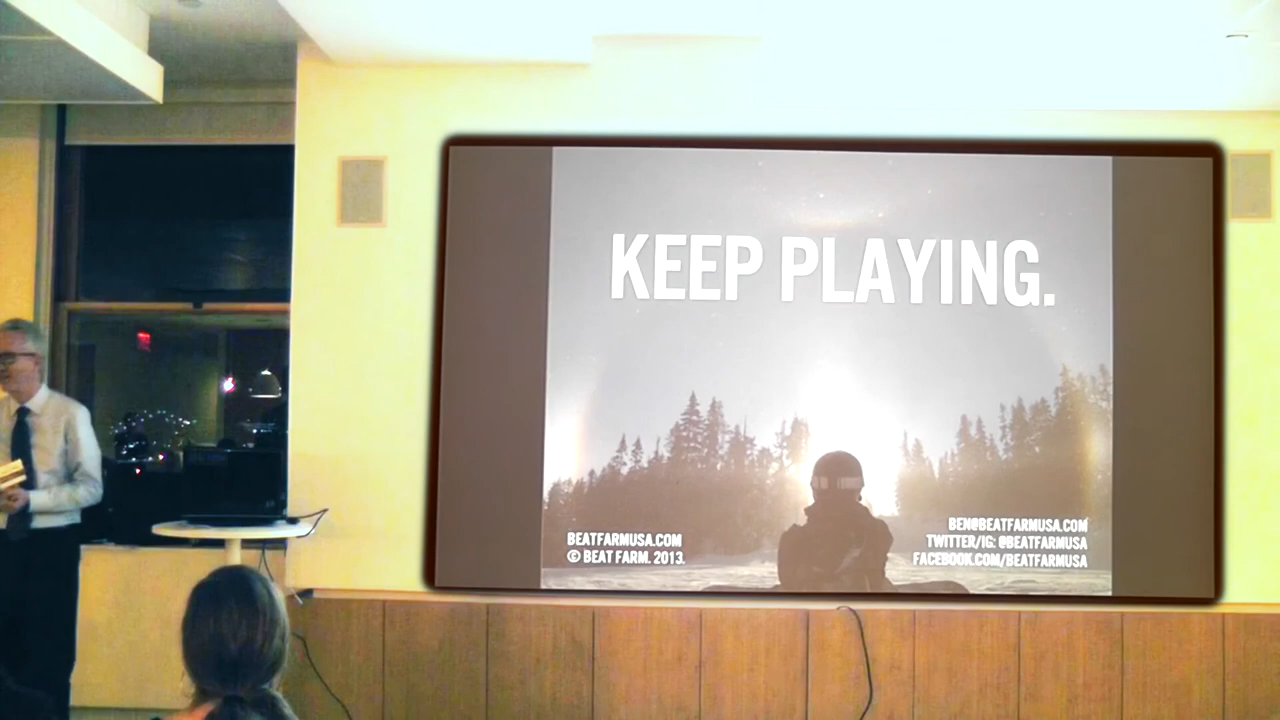 KEEP PLAYING.
BEATFARMUSA.COM
© BEAT FARM. 2013.
BEN@BEATFARMUSA.COM
TWITTER/IG: @BEATFARMUSA
FACEBOOK.COM/BEATFARMUSA